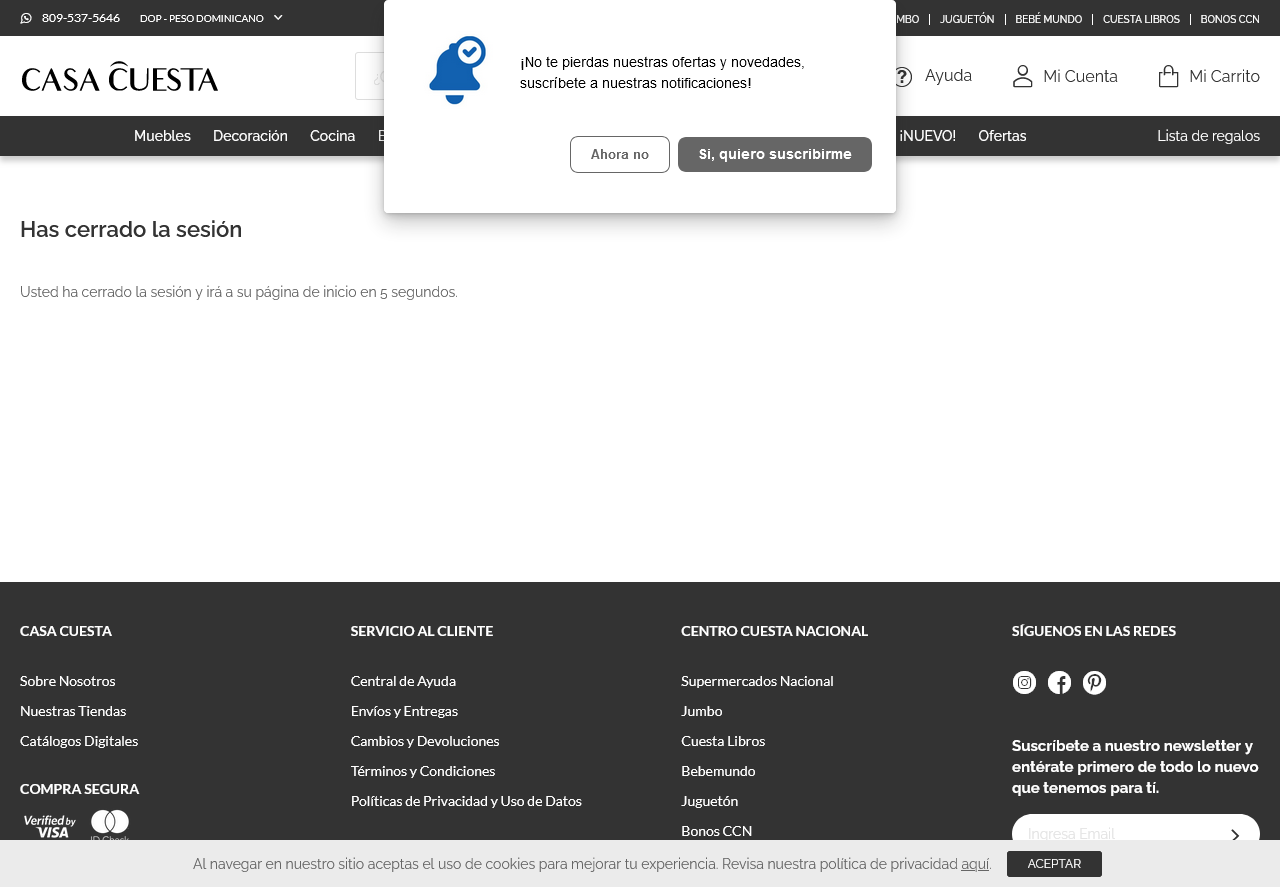 809-537-5646
DOP - PESO DOMINICANO
JUGUETÓN
BEBÉ MUNDO
CUESTA LIBROS
BONOS CCN
¡No te pierdas nuestras ofertas y novedades,
suscríbete a nuestras notificaciones!
Ahora no
Si, quiero suscribirme
CASA CUESTA
Ayuda
Mi Cuenta
Mi Carrito
Muebles
Decoración
Cocina
¡NUEVO!
Ofertas
Lista de regalos
Has cerrado la sesión
Usted ha cerrado la sesión y irá a su página de inicio en 5 segundos.
CASA CUESTA
Sobre Nosotros
Nuestras Tiendas
Catálogos Digitales
COMPRA SEGURA
Verified by
VISA
ID Check
SERVICIO AL CLIENTE
Central de Ayuda
Envíos y Entregas
Cambios y Devoluciones
Términos y Condiciones
Políticas de Privacidad y Uso de Datos
CENTRO CUESTA NACIONAL
Supermercados Nacional
Jumbo
Cuesta Libros
Bebemundo
Juguetón
Bonos CCN
SÍGUENOS EN LAS REDES
Suscríbete a nuestro newsletter y
entérate primero de todo lo nuevo
que tenemos para tí.
Ingresa Email
Al navegar en nuestro sitio aceptas el uso de cookies para mejorar tu experiencia. Revisa nuestra política de privacidad aquí.
ACEPTAR